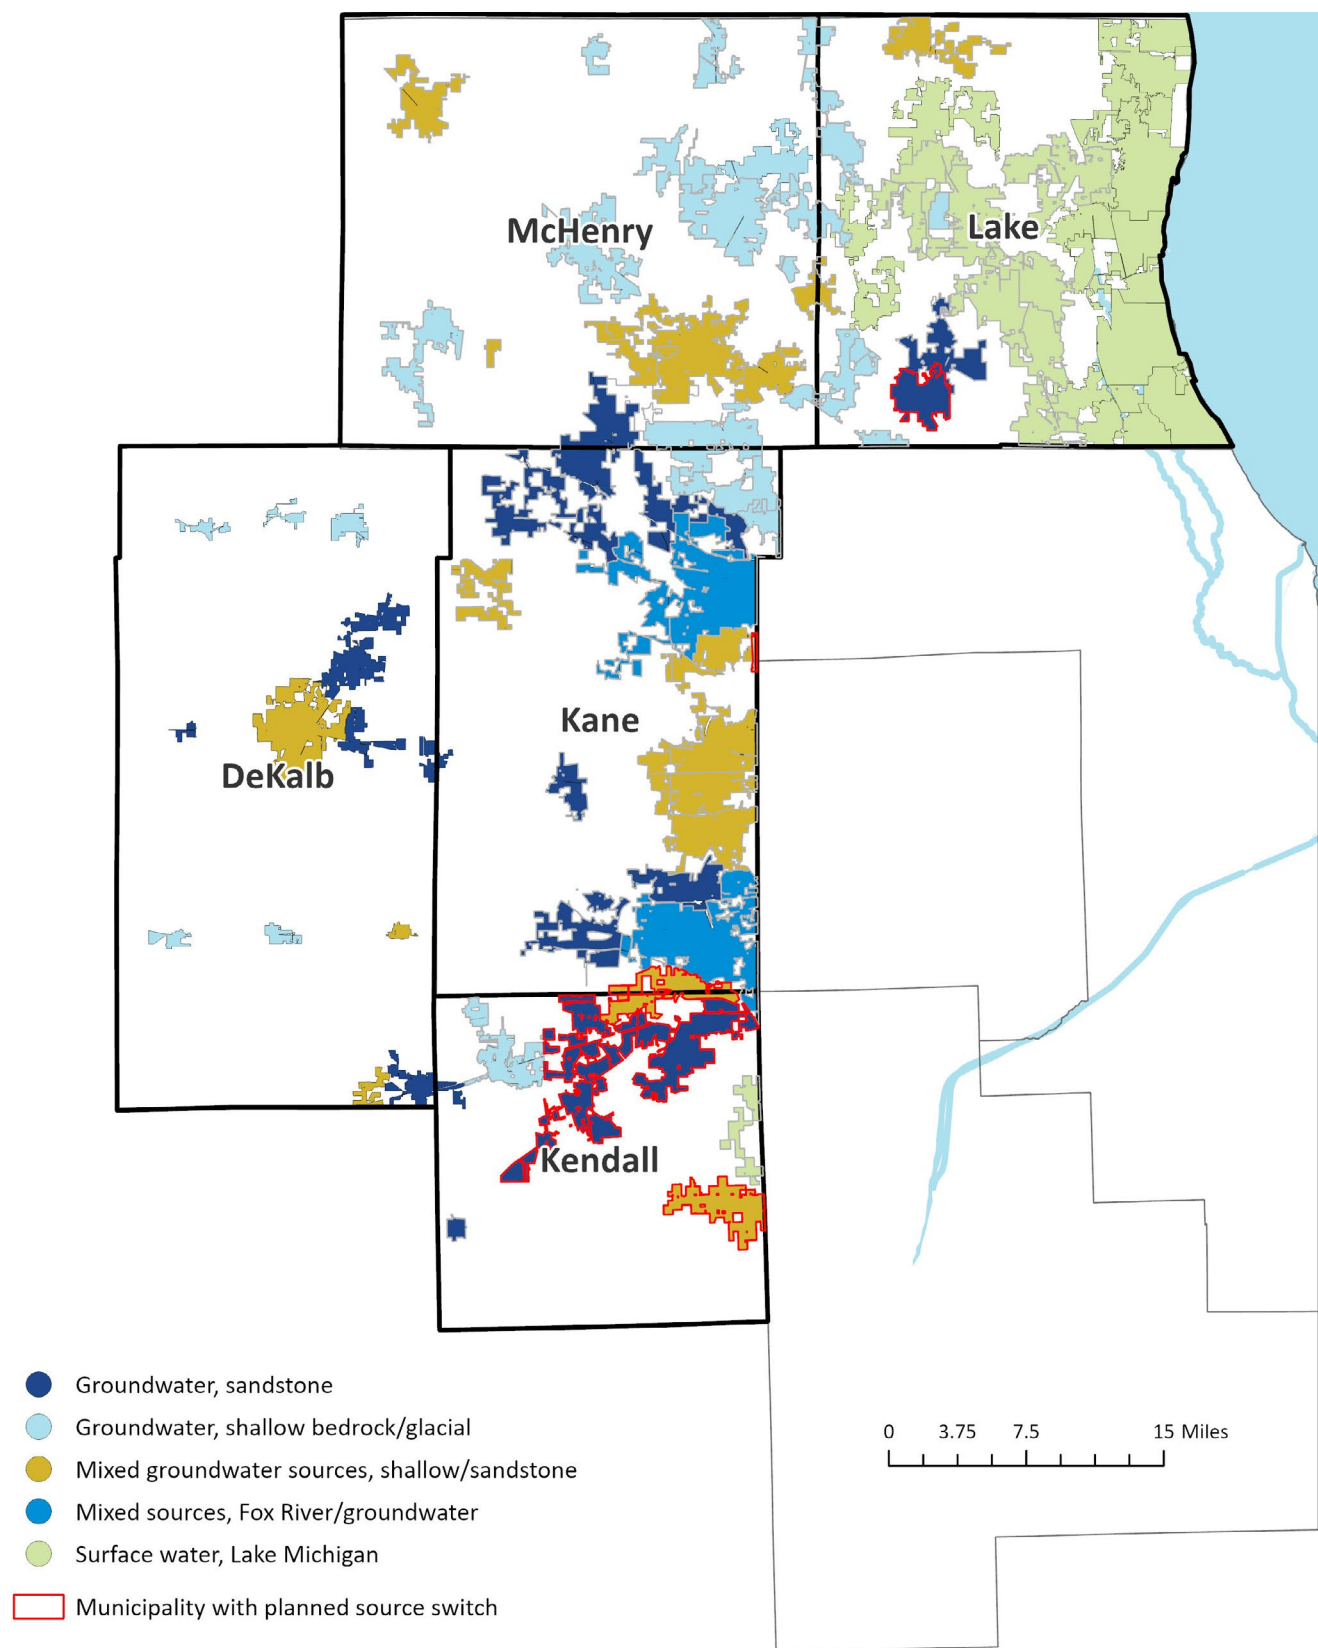 McHenry
Lake
Kane
DeKalb
Kendall
Groundwater, sandstone
Groundwater, shallow bedrock/glacial
Mixed groundwater sources, shallow/sandstone
Mixed sources, Fox River/groundwater
Surface water, Lake Michigan
Municipality with planned source switch
0 3.75 7.5 15 Miles